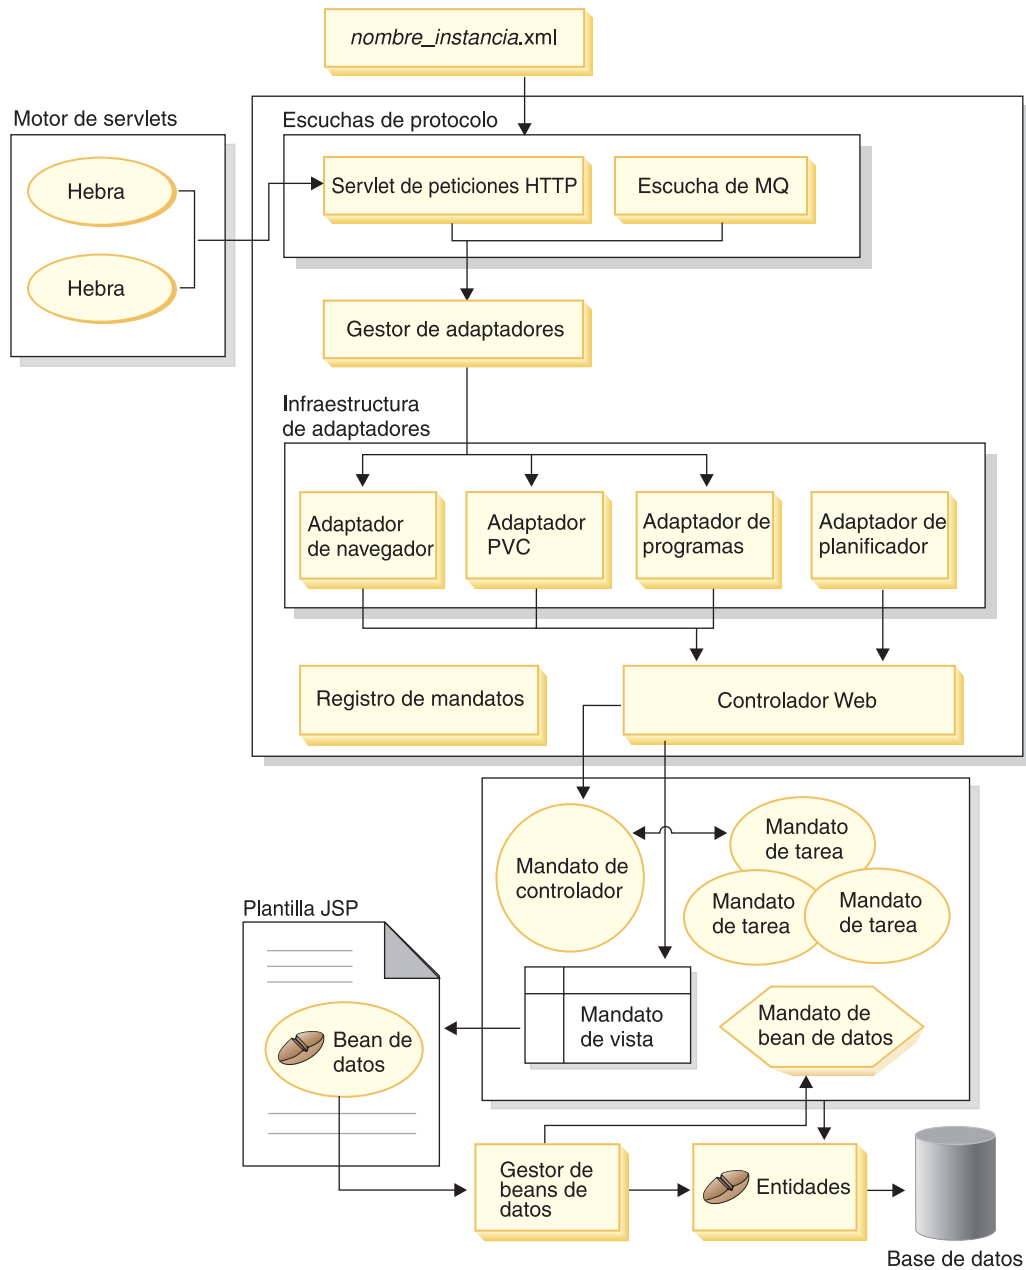 nombre_instancia.xml
Motor de servlets
Escuchas de protocolo
Hebra
Servlet de peticiones HTTP
Escucha de MQ
Hebra
Gestor de adaptadores
Infraestructura
de adaptadores
Adaptador
de navegador
Adaptador
PVC
Adaptador de
programas
Adaptador de
planificador
Registro de mandatos
Controlador Web
Mandato de
controlador
Mandato
de tarea
Mandato
de tarea
Mandato
de tarea
Plantilla JSP
Bean de
datos
Mandato
de vista
Mandato de
bean de datos
Gestor de
beans de
datos
Entidades
Base de datos